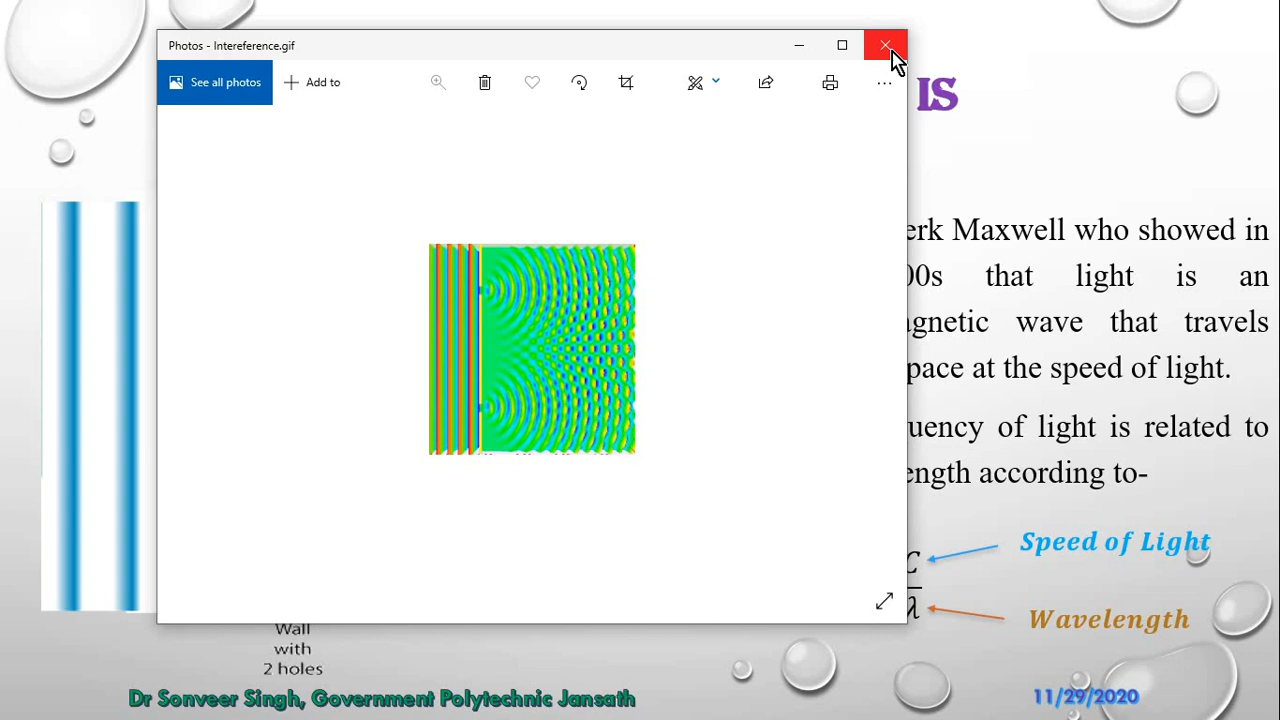 Photos - Intereference.gif
See all photos
Add to
IS
erk Maxwell who showed in
00s that light is an
agnetic wave that travels
pace at the speed of light.
uency of light is related to
ength according to-
C
Speed of Light
λ
Wavelength
Wall
with
2 holes
Dr Sonveer Singh, Government Polytechnic Jansath
11/29/2020